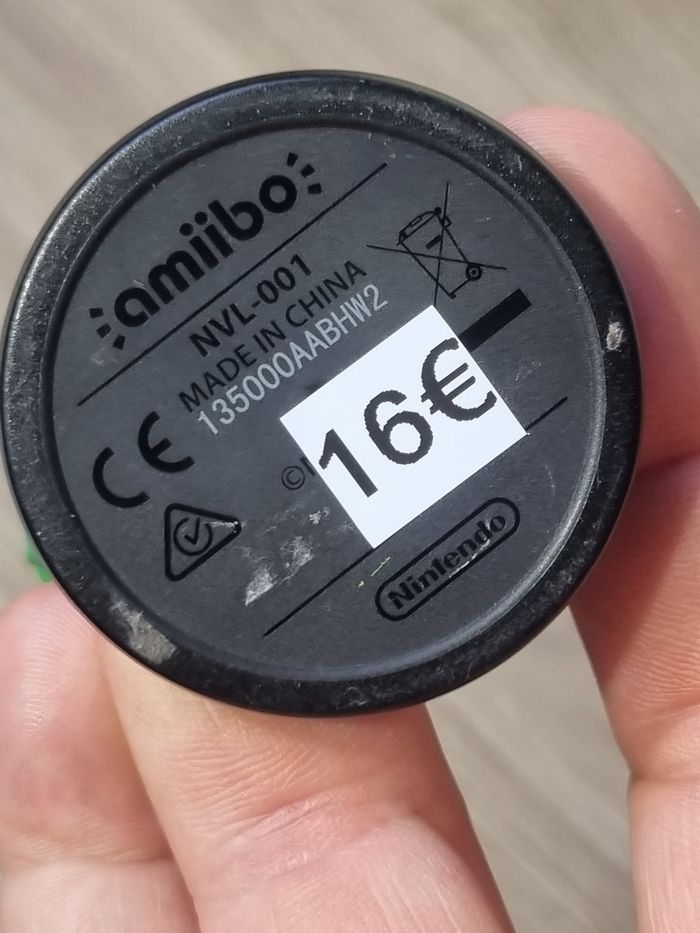 amiibo
NVL-001
MADE IN CHINA
135000AABHW2
CE
16€
©
Nintendo